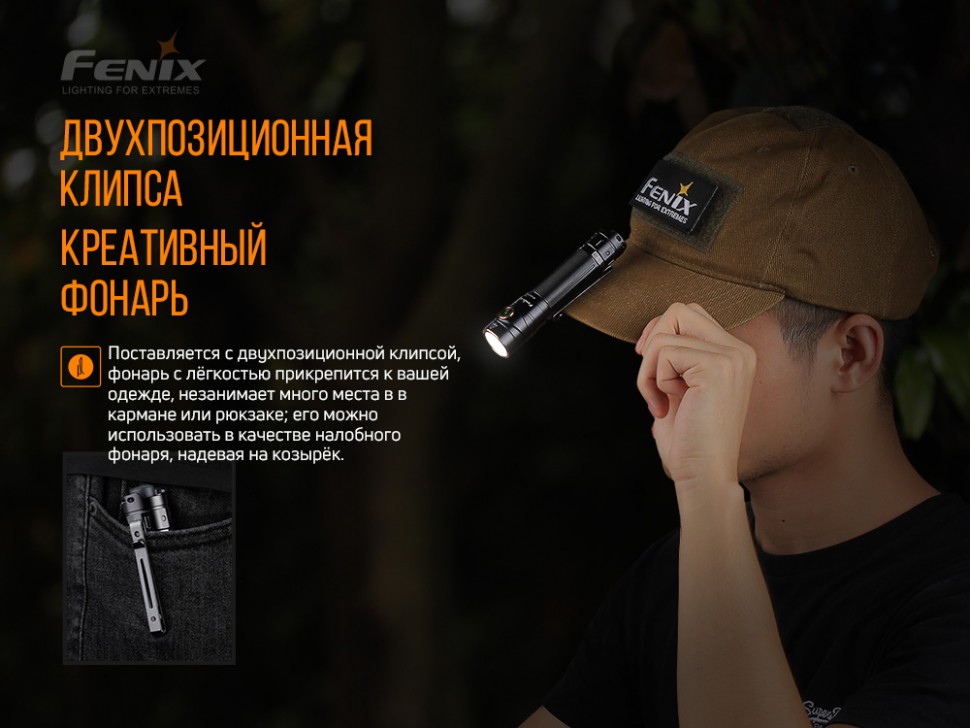 FENIX
LIGHTING FOR EXTREMES
ДВУХПОЗИЦИОННАЯ
КЛИПСА
КРЕАТИВНЫЙ
ФОНАРЬ
Поставляется с двухпозиционной клипсой,
фонарь с лёгкостью прикрепится к вашей
одежде, незанимает много места в в
кармане или рюкзаке; его можно
использовать в качестве налобного
фонаря, надевая на козырёк.
FENIX
LIGHTING FOR EXTREMES